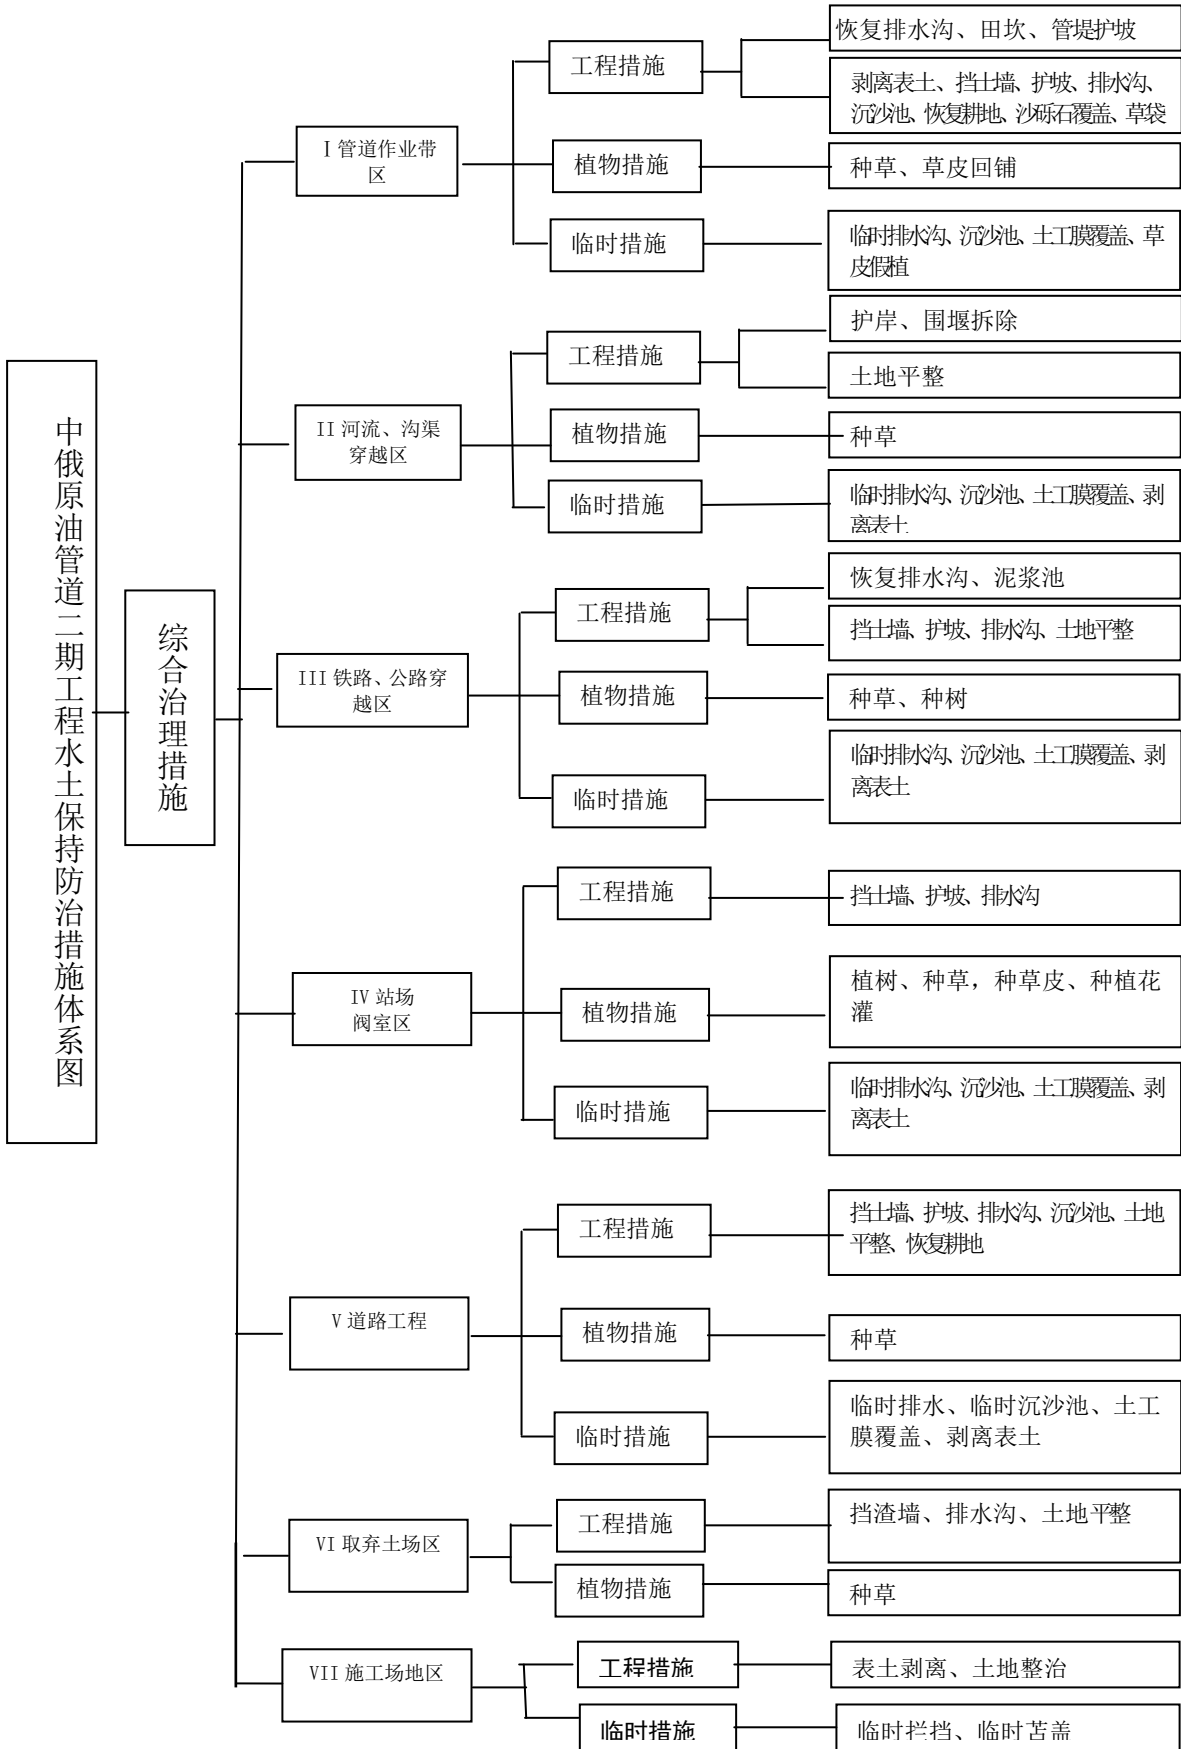 中俄原油管道二期工程水土保持防治措施体系图
综合治理措施
I 管道作业带
区
工程措施
恢复排水沟、田坎、管堤护坡
剥离表土、挡土墙、护坡、排水沟、
沉沙池、恢复耕地、沙砾石覆盖、草袋
植物措施
种草、草皮回铺
临时措施
临时排水沟、沉沙池、土工膜覆盖、草
皮假植
II 河流、沟渠
穿越区
工程措施
护岸、围堰拆除
土地平整
植物措施
种草
临时措施
临时排水沟、沉沙池、土工膜覆盖、剥
离表土
III 铁路、公路穿
越区
工程措施
恢复排水沟、泥浆池
挡土墙、护坡、排水沟、土地平整
植物措施
种草、种树
临时措施
临时排水沟、沉沙池、土工膜覆盖、剥
离表土
IV 站场
阀室区
工程措施
挡土墙、护坡、排水沟
植物措施
植树、种草，种草皮、种植花
灌
临时措施
临时排水沟、沉沙池、土工膜覆盖、剥
离表土
V 道路工程
工程措施
挡土墙、护坡、排水沟、沉沙池、土地
平整、恢复耕地
植物措施
种草
临时措施
临时排水、临时沉沙池、土工
膜覆盖、剥离表土
VI 取弃土场区
工程措施
挡渣墙、排水沟、土地平整
植物措施
种草
VII 施工场地区
工程措施
表土剥离、土地整治
临时措施
临时拦挡、临时苫盖